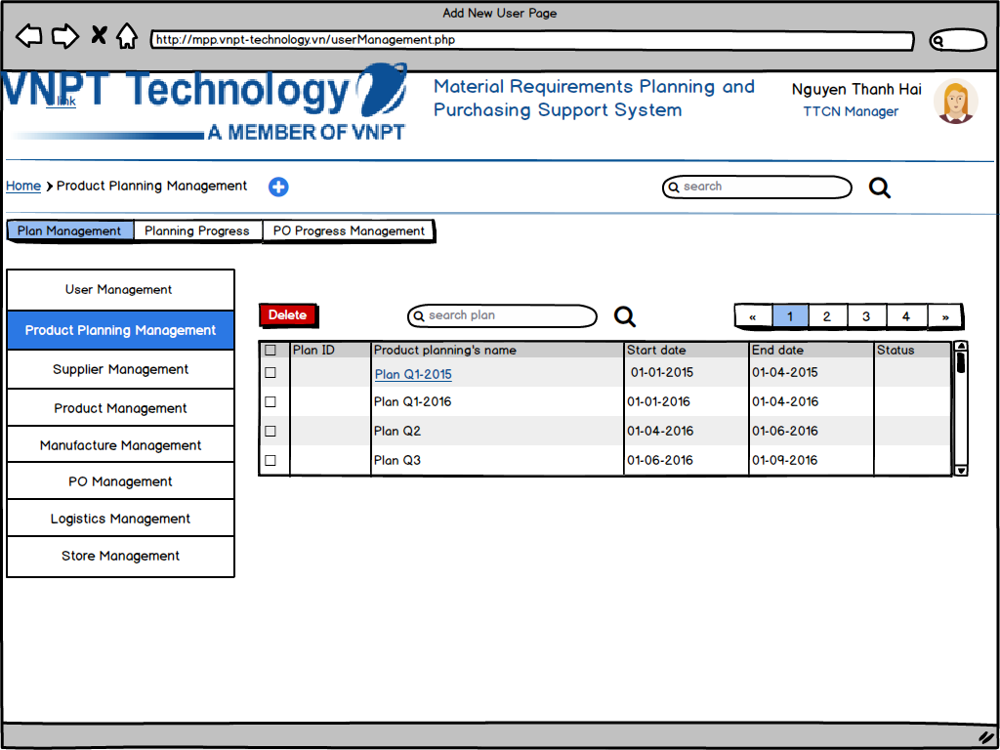 Add New User Page
http://mpp.vnpt-technology.vn/userManagement.php
VNPT Technology
link
A MEMBER OF VNPT
Material Requirements Planning and
Purchasing Support System
Nguyen Thanh Hai
TTCN Manager
Home Product Planning Management
search
Plan Management Planning Progress PO Progress Management
User Management
Product Planning Management
Supplier Management
Product Management
Manufacture Management
PO Management
Logistics Management
Store Management
Delete search plan « 1 2 3 4 »
Plan ID Product planning's name Start date End date Status
Plan Q1-2015 01-01-2015 01-04-2015
Plan Q1-2016 01-01-2016 01-04-2016
Plan Q2 01-04-2016 01-06-2016
Plan Q3 01-06-2016 01-09-2016